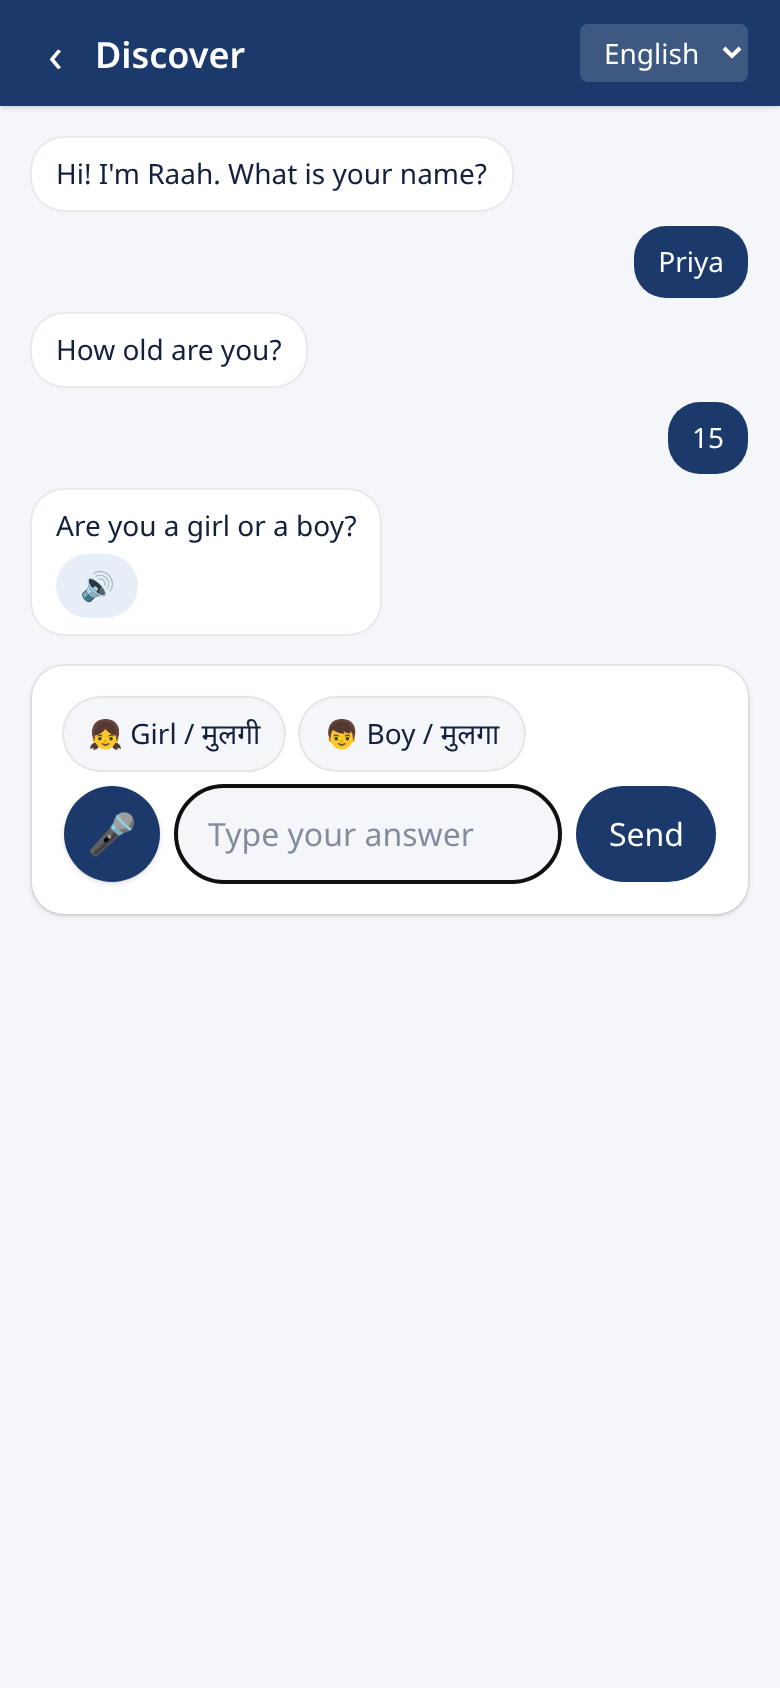 ‹ Discover English
Hi! I'm Raah. What is your name?
Priya
How old are you?
15
Are you a girl or a boy?
🔊
👧 Girl / मुलगी 👦 Boy / मुलगा
🎤 Type your answer Send